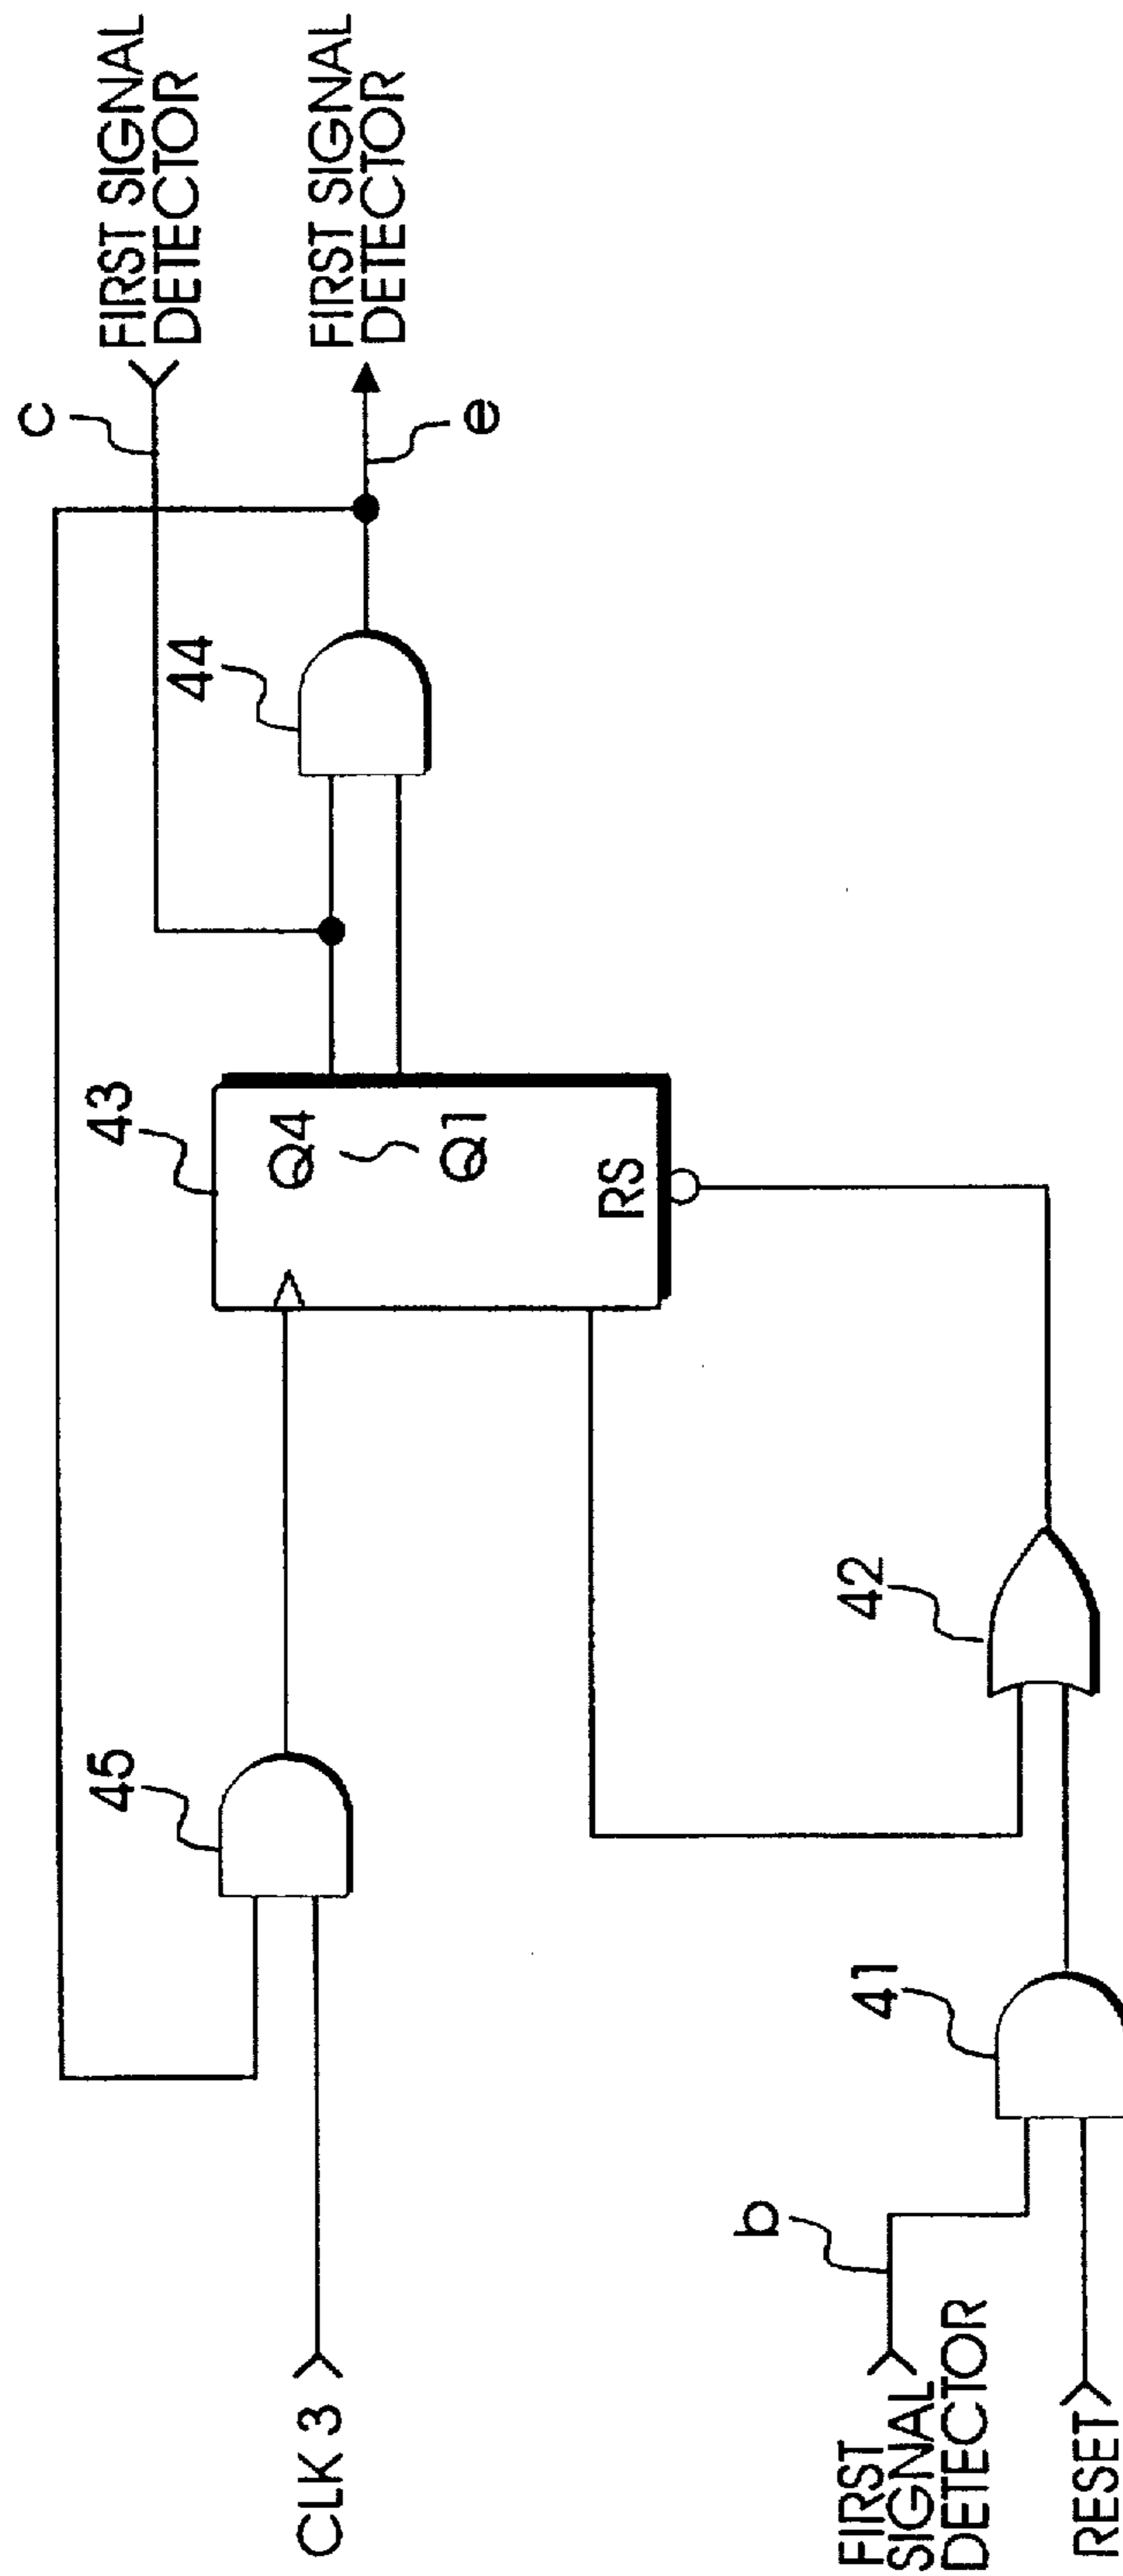 c
FIRST SIGNAL
DETECTOR
FIRST SIGNAL
DETECTOR
e
44
43
Q4
Q1
RS
45
42
41
CLK 3
b
FIRST
SIGNAL
DETECTOR
RESET